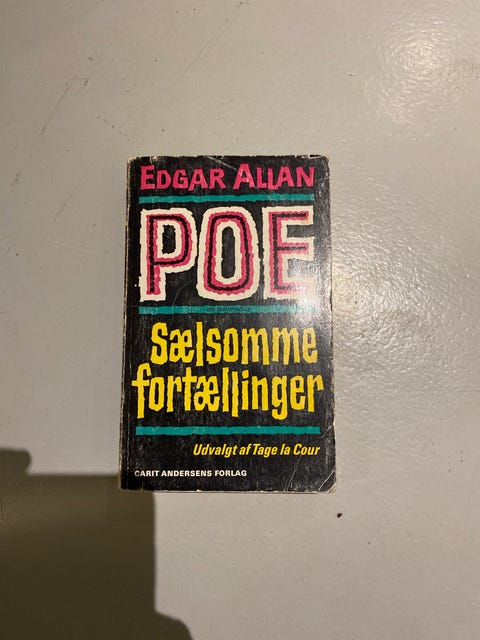 EDGAR ALLAN
POE
Sælsomme
fortællinger
Udvalgt af Tage la Cour
CARIT ANDERSENS FORLAG